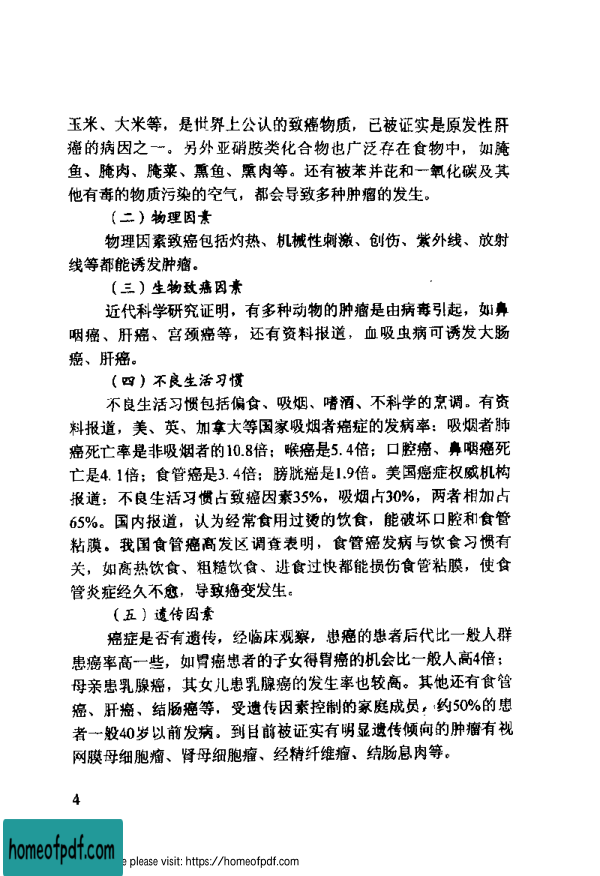 玉米、大米等，是世界上公认的致癌物质，已被证实是原发性肝
癌的病因之一。另外亚硝胺类化合物也广泛存在食物中，如腌
鱼、腌肉、腌菜、熏鱼、熏肉等。还有被苯并芘和一氧化碳及其
他有毒的物质污染的空气，都会导致多种肿瘤的发生。
（二）物理因素
物理因素致癌包括灼热、机械性刺激、创伤、紫外线、放射
线等都能诱发肿瘤。
（三）生物致癌因素
近代科学研究证明，有多种动物的肿瘤是由病毒引起，如鼻
咽癌、肝癌、宫颈癌等，还有资料报道，血吸虫病可诱发大肠
癌、肝癌。
（四）不良生活习惯
不良生活习惯包括偏食、吸烟、嗜酒、不科学的烹调。有资
料报道，美、英、加拿大等国家吸烟者癌症的发病率：吸烟者肺
癌死亡率是非吸烟者的10.8倍；喉癌是5.4倍；口腔癌、鼻咽癌死
亡是4.1倍；食管癌是3.4倍；膀胱癌是1.9倍。美国癌症权威机构
报道：不良生活习惯占致癌因素35%，吸烟占30%，两者相加占
65%。国内报道，认为经常食用过烫的饮食，能破坏口腔和食管
粘膜。我国食管癌高发区调查表明，食管癌发病与饮食习惯有
关，如高热饮食、粗糙饮食、进食过快都能损伤食管粘膜，使食
管炎症经久不愈，导致癌变发生。
（五）遗传因素
癌症是否有遗传，经临床观察，患癌的患者后代比一般人群
患癌率高一些，如胃癌患者的子女得胃癌的机会比一般人高4倍；
母亲患乳腺癌，其女儿患乳腺癌的发生率也较高。其他还有食管
癌、肝癌、结肠癌等，受遗传因素控制的家庭成员，约50%的患
者一般40岁以前发病。到目前被证实有明显遗传倾向的肿瘤有视
网膜母细胞瘤、肾母细胞瘤、经精纤维瘤、结肠息肉等。
4
homeofpdf.com
e please visit: https://homeofpdf.com